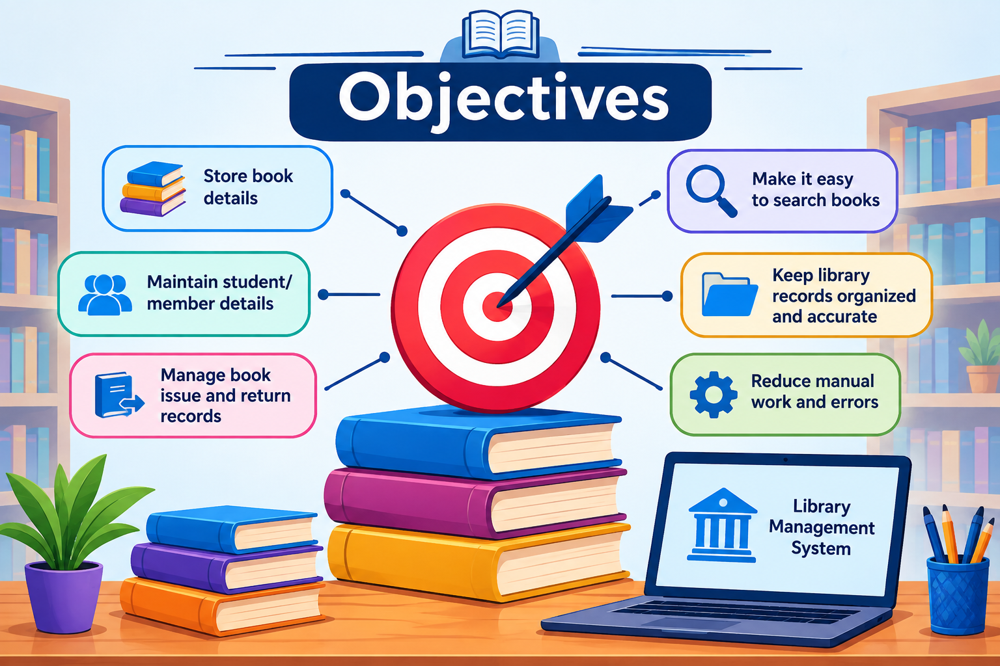 Objectives
Store book
details
Maintain student/
member details
Manage book
issue and return
records
Make it easy
to search books
Keep library
records organized
and accurate
Reduce manual
work and errors
Library
Management
System